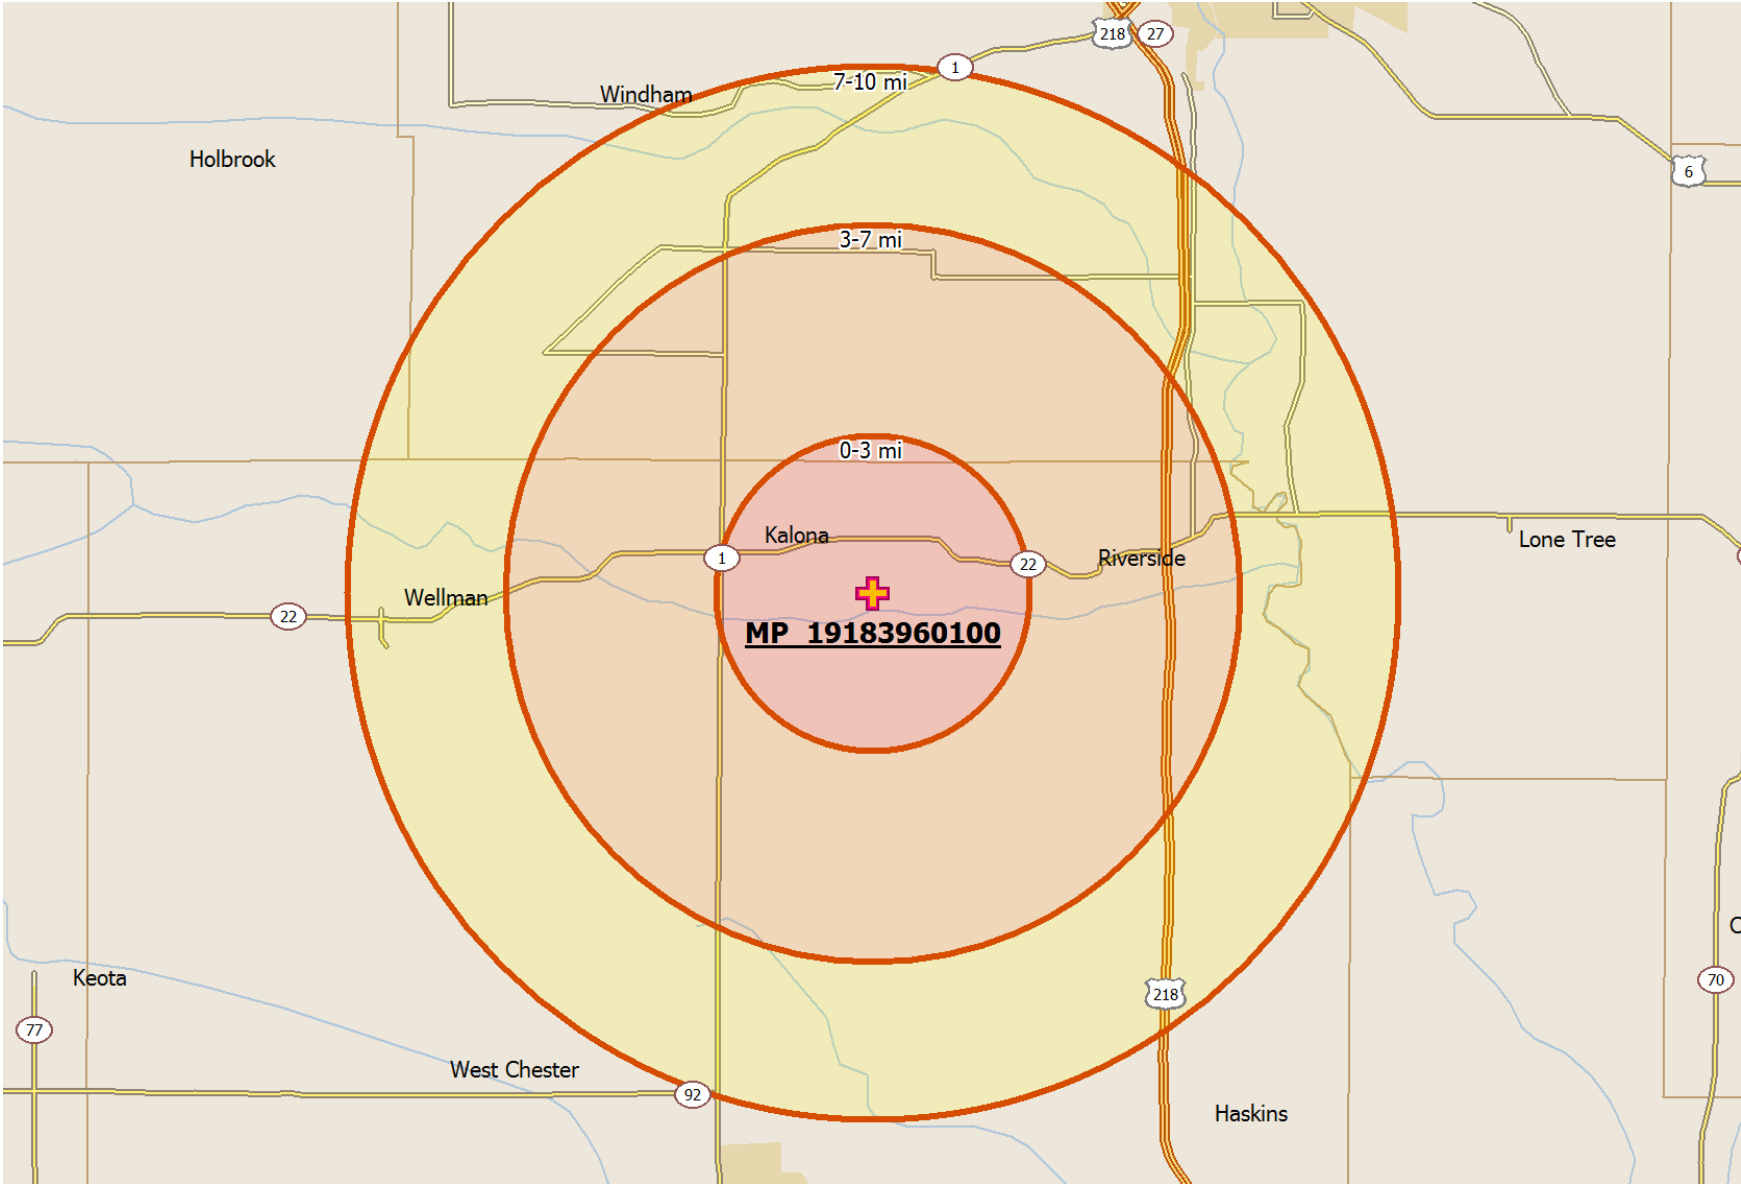 218
27
1
7-10 mi
Windham
Holbrook
6
3-7 mi
0-3 mi
Kalona
1
22
Riverside
Lone Tree
Wellman
22
MP 19183960100
Keota
77
218
70
West Chester
92
Haskins